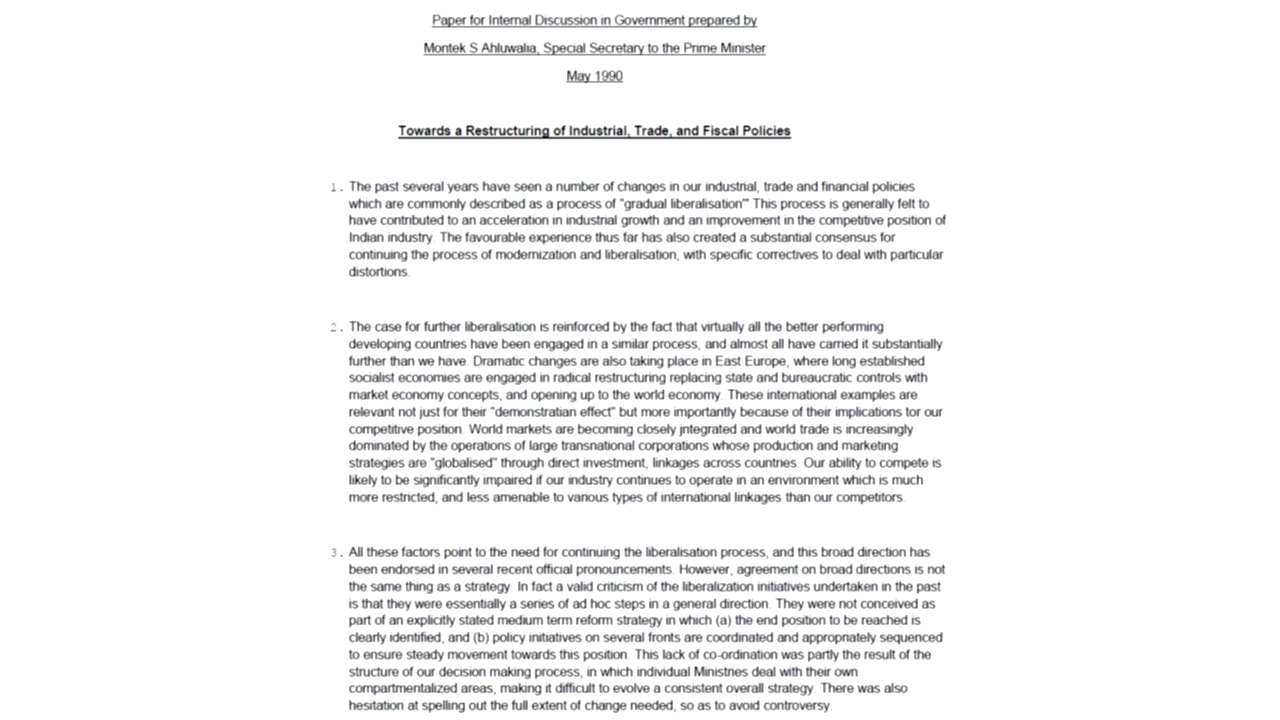 Paper for Internal Discussion in Government prepared by
Montek S Ahluwalia, Special Secretary to the Prime Minister
May 1990
Towards a Restructuring of Industrial, Trade, and Fiscal Policies
1. The past several years have seen a number of changes in our industrial, trade and financial policies
which are commonly described as a process of "gradual liberalisation"' This process is generally felt to
have contributed to an acceleration in industrial growth and an improvement in the competitive position of
Indian industry. The favourable experience thus far has also created a substantial consensus for
continuing the process of modernization and liberalisation, with specific correctives to deal with particular
distortions.
2. The case for further liberalisation is reinforced by the fact that virtually all the better performing
developing countries have been engaged in a similar process, and almost all have carried it substantially
further than we have. Dramatic changes are also taking place in East Europe, where long established
socialist economies are engaged in radical restructuring replacing state and bureaucratic controls with
market economy concepts, and opening up to the world economy. These international examples are
relevant not just for their "demonstratian effect" but more importantly because of their implications tor our
competitive position. World markets are becoming closely jntegrated and world trade is increasingly
dominated by the operations of large transnational corporations whose production and marketing
strategies are "globalised" through direct investment, linkages across countries. Our ability to compete is
likely to be significantly impaired if our industry continues to operate in an environment which is much
more restricted, and less amenable to various types of international linkages than our competitors.
3. All these factors point to the need for continuing the liberalisation process, and this broad direction has
been endorsed in several recent official pronouncements. However, agreement on broad directions is not
the same thing as a strategy. In fact a valid criticism of the liberalization initiatives undertaken in the past
is that they were essentially a series of ad hoc steps in a general direction. They were not conceived as
part of an explicitly stated medium term reform strategy in which (a) the end position to be reached is
clearly identified, and (b) policy initiatives on several fronts are coordinated and appropriately sequenced
to ensure steady movement towards this position. This lack of co-ordination was partly the result of the
structure of our decision making process, in which individual Ministries deal with their own
compartmentalized areas, making it difficult to evolve a consistent overall strategy. There was also
hesitation at spelling out the full extent of change needed, so as to avoid controversy.